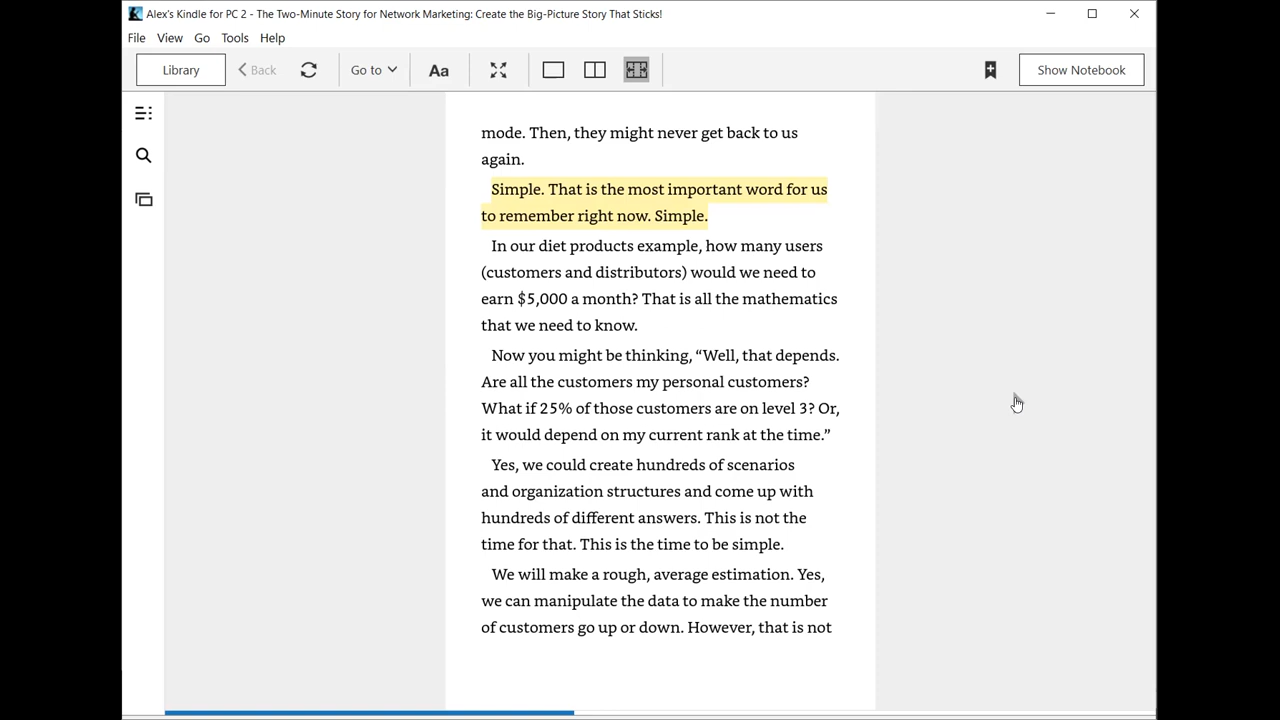 Alex's Kindle for PC 2 - The Two-Minute Story for Network Marketing: Create the Big-Picture Story That Sticks!
File View Go Tools Help
Library Back Go to Aa Show Notebook
mode. Then, they might never get back to us
again.
Simple. That is the most important word for us
to remember right now. Simple.
In our diet products example, how many users
(customers and distributors) would we need to
earn $5,000 a month? That is all the mathematics
that we need to know.
Now you might be thinking, “Well, that depends.
Are all the customers my personal customers?
What if 25% of those customers are on level 3? Or,
it would depend on my current rank at the time.”
Yes, we could create hundreds of scenarios
and organization structures and come up with
hundreds of different answers. This is not the
time for that. This is the time to be simple.
We will make a rough, average estimation. Yes,
we can manipulate the data to make the number
of customers go up or down. However, that is not